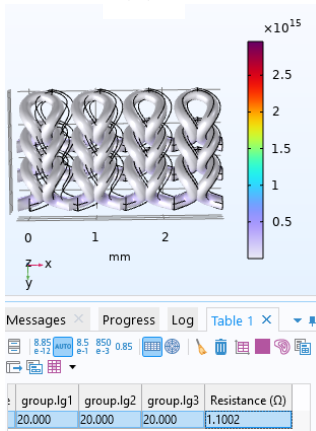 ×10¹⁵
2.5
2
1.5
1
0.5
0 1 2
mm
z x
y
Messages Progress Log Table 1
8.85 e-12 AUTO 8.5 e-1 850 e-3 0.85
group.lg1 group.lg2 group.lg3 Resistance (Ω)
20.000 20.000 20.000 1.1002